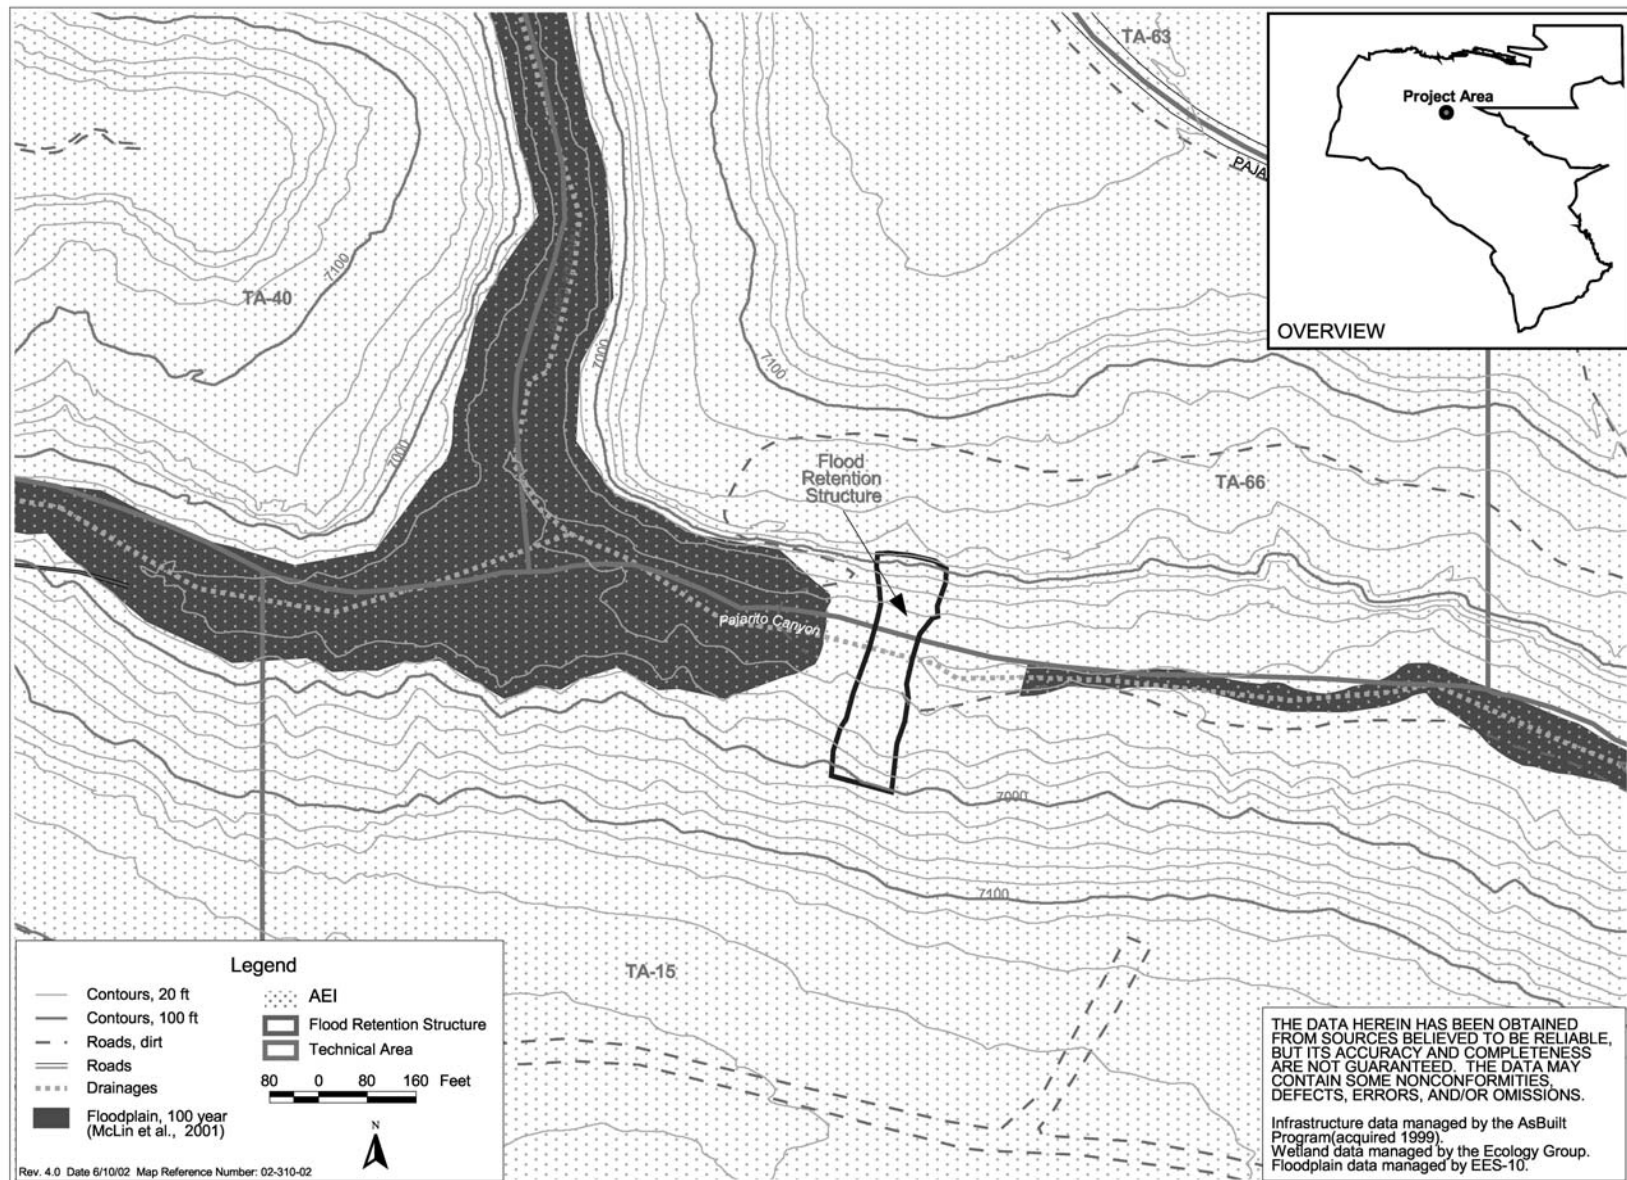 TA-63
PAJA
Project Area
OVERVIEW
7100
TA-40
7000
7100
7000
Flood
Retention
Structure
TA-66
Pajarito Canyon
7000
7100
TA-15
Legend
Contours, 20 ft
Contours, 100 ft
Roads, dirt
Roads
Drainages
Floodplain, 100 year
(McLin et al., 2001)
AEI
Flood Retention Structure
Technical Area
80 0 80 160 Feet
N
Rev. 4.0 Date 6/10/02 Map Reference Number: 02-310-02
THE DATA HEREIN HAS BEEN OBTAINED
FROM SOURCES BELIEVED TO BE RELIABLE,
BUT ITS ACCURACY AND COMPLETENESS
ARE NOT GUARANTEED. THE DATA MAY
CONTAIN SOME NONCONFORMITIES,
DEFECTS, ERRORS, AND/OR OMISSIONS.
Infrastructure data managed by the AsBuilt
Program(acquired 1999).
Wetland data managed by the Ecology Group.
Floodplain data managed by EES-10.